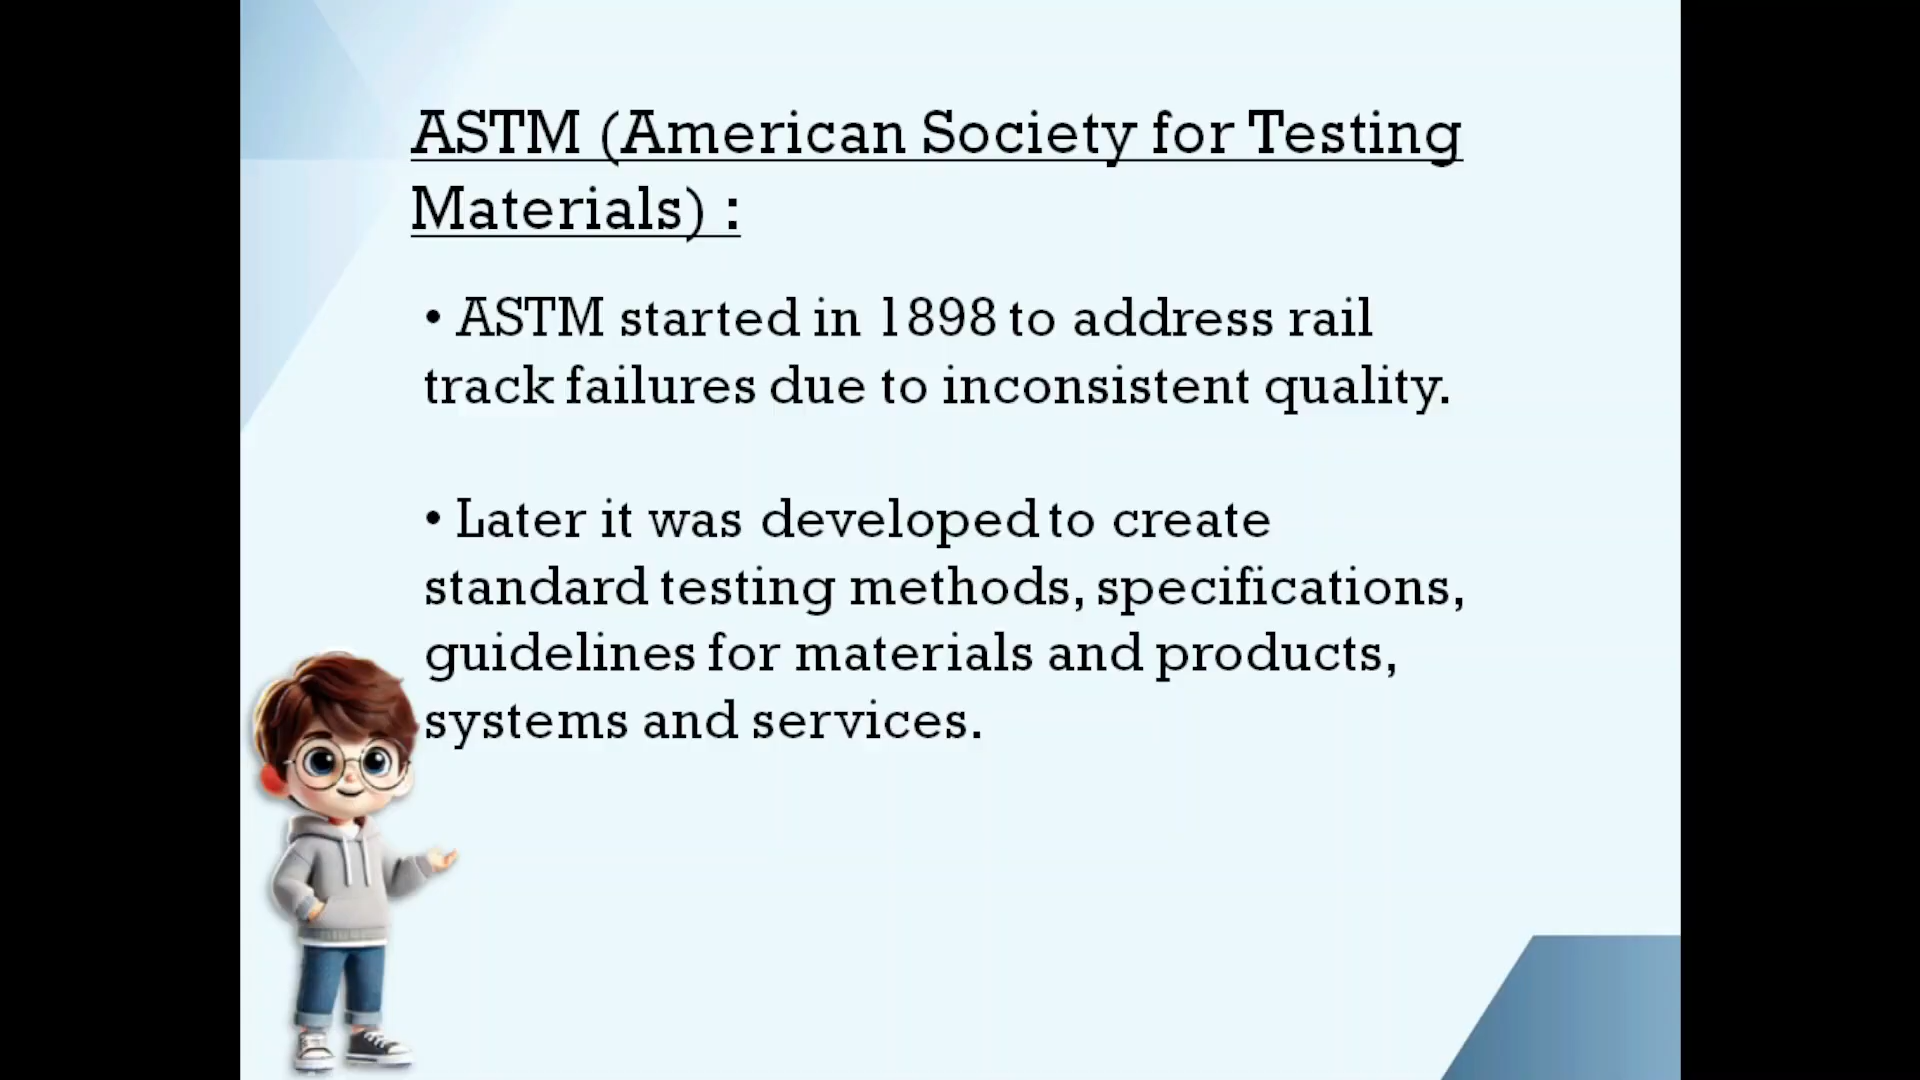 ASTM (American Society for Testing
Materials) :
• ASTM started in 1898 to address rail
track failures due to inconsistent quality.
• Later it was developed to create
standard testing methods, specifications,
guidelines for materials and products,
systems and services.